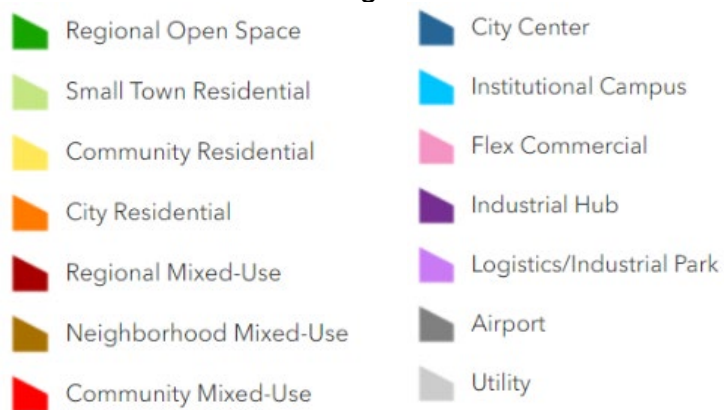 Regional Open Space
Small Town Residential
Community Residential
City Residential
Regional Mixed-Use
Neighborhood Mixed-Use
Community Mixed-Use
City Center
Institutional Campus
Flex Commercial
Industrial Hub
Logistics/Industrial Park
Airport
Utility